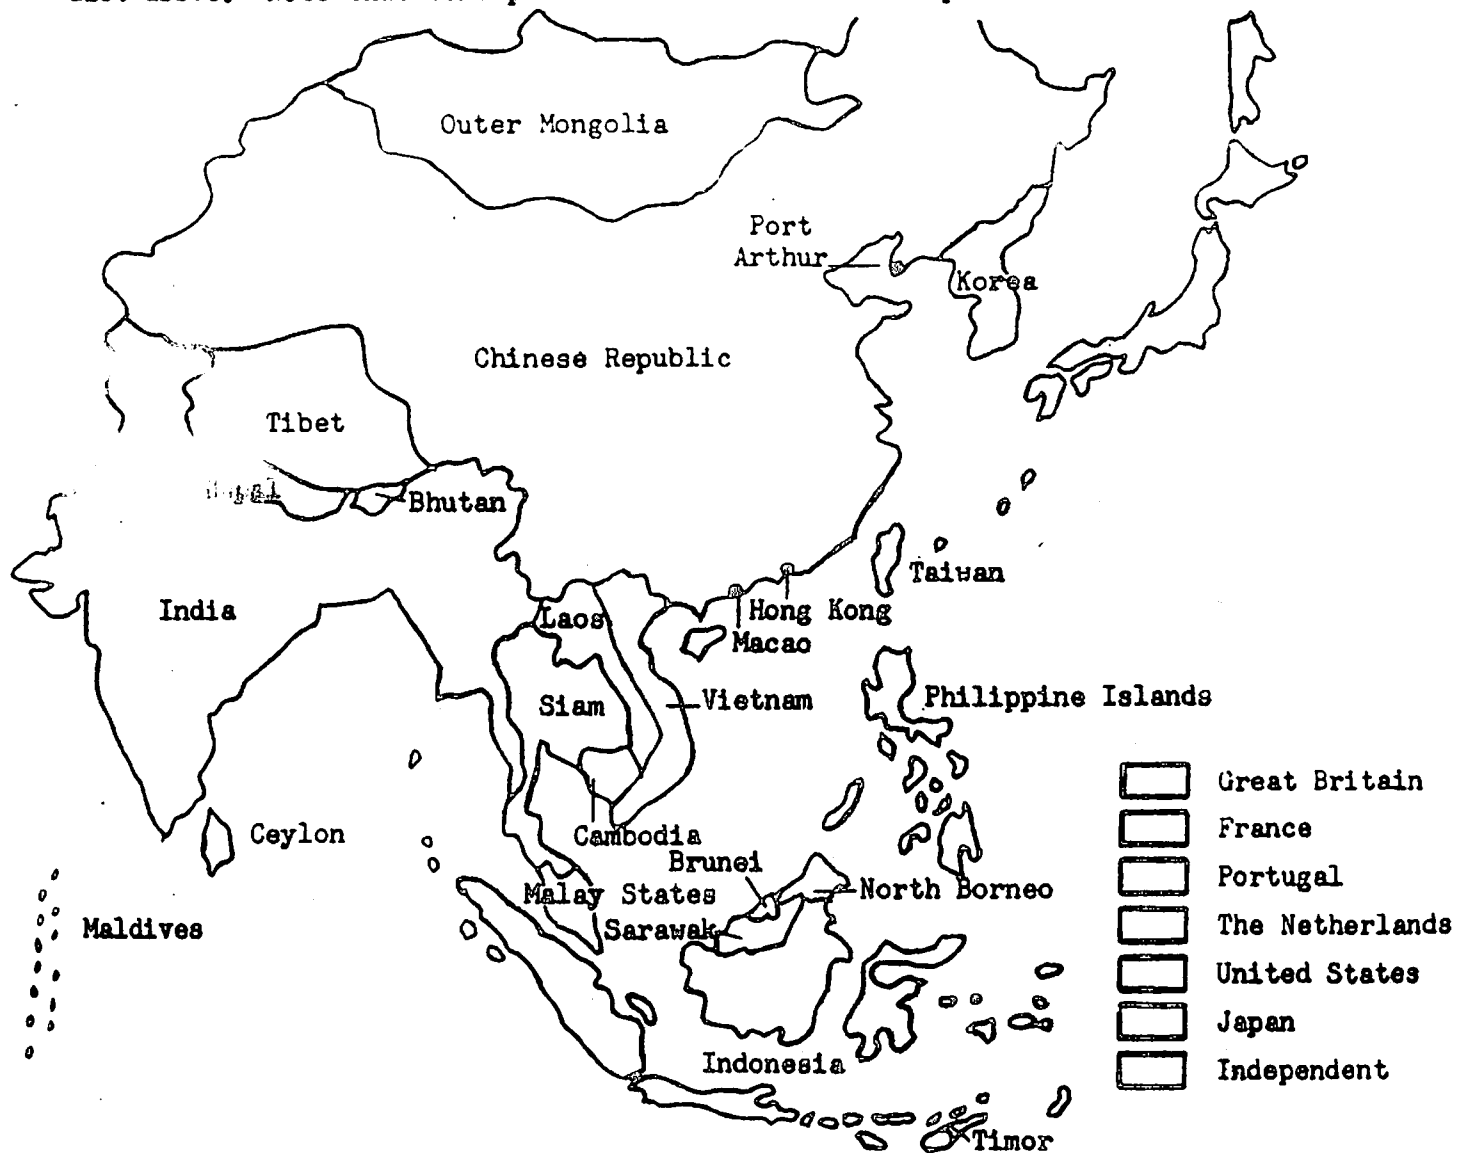 Outer Mongolia
Port
Arthur
Korea
Chinese Republic
Tibet
Bhutan
Taiwan
India
Laos
Hong Kong
Macao
Siam
Vietnam
Philippine Islands
Great Britain
Ceylon
Cambodia
France
Brunei
Portugal
Malay States
North Borneo
Maldives
Sarawak
The Netherlands
United States
Japan
Indonesia
Independent
Timor